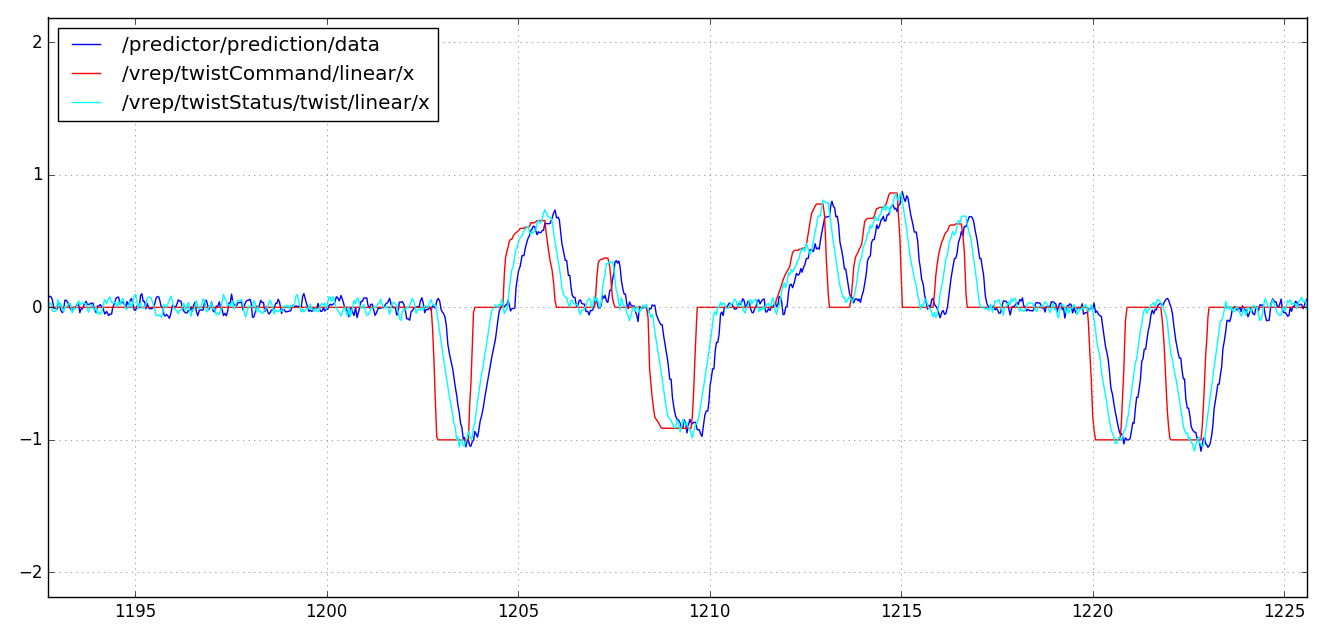 /predictor/prediction/data
/vrep/twistCommand/linear/x
/vrep/twistStatus/twist/linear/x
2
1
0
−1
−2
1195 1200 1205 1210 1215 1220 1225